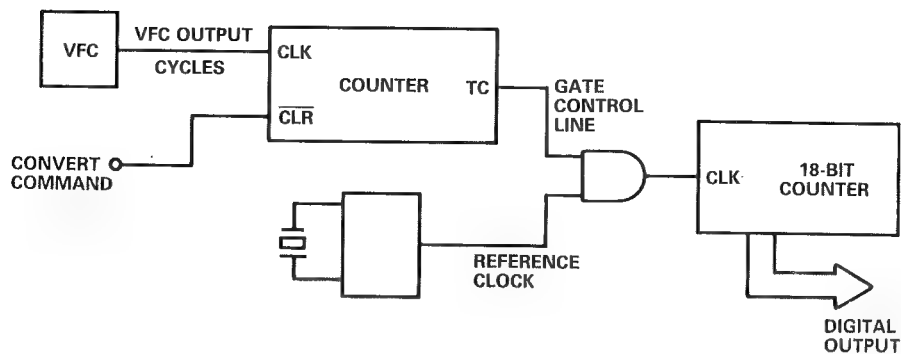 VFC
VFC OUTPUT
CYCLES
CLK
COUNTER
TC
CLR
CONVERT
COMMAND
GATE
CONTROL
LINE
REFERENCE
CLOCK
CLK
18-BIT
COUNTER
DIGITAL
OUTPUT